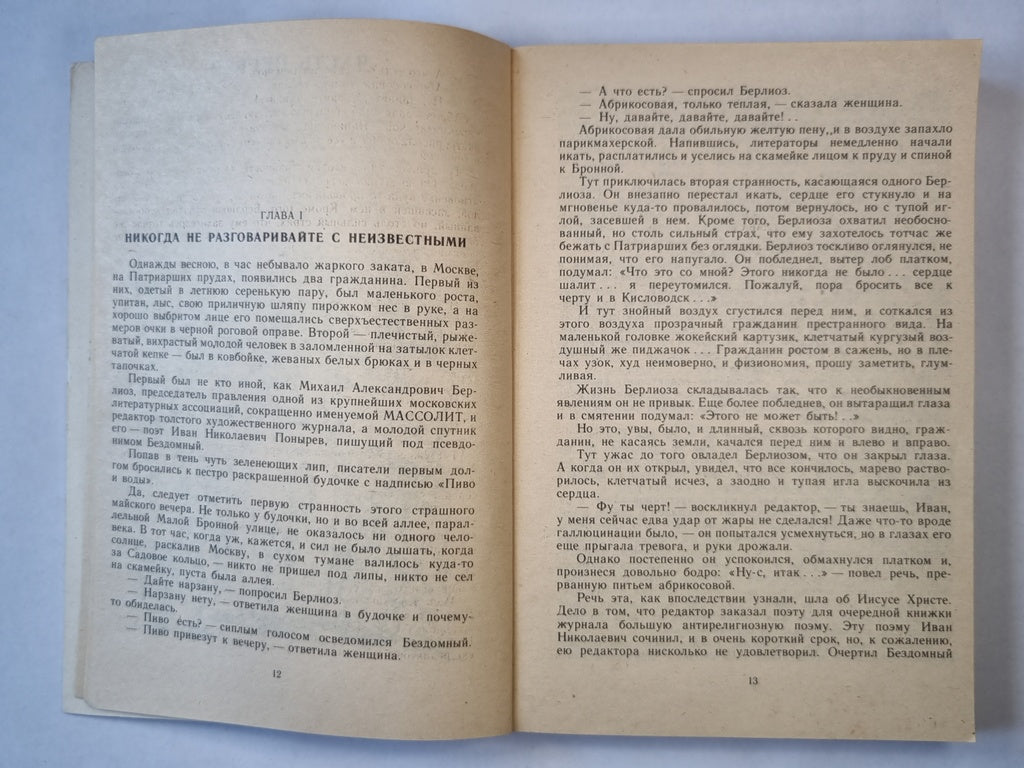 ГЛАВА I
НИКОГДА НЕ РАЗГОВАРИВАЙТЕ С НЕИЗВЕСТНЫМИ
Однажды весною, в час небывало жаркого заката, в Москве,
на Патриарших прудах, появились два гражданина. Первый из
них, одетый в летнюю серенькую пару, был маленького роста,
упитан, лыс, свою приличную шляпу пирожком нес в руке, а на
хорошо выбритом лице его помещались сверхъестественных раз-
меров очки в черной роговой оправе. Второй — плечистый, рыже-
ватый, вихрастый молодой человек в заломленной на затылок клет-
чатой кепке — был в ковбойке, жеваных белых брюках и в черных
тапочках.
Первый был не кто иной, как Михаил Александрович Бер-
лиоз, председатель правления одной из крупнейших московских
литературных ассоциаций, сокращенно именуемой МАССОЛИТ, и
редактор толстого художественного журнала, а молодой спутник
его — поэт Иван Николаевич Понырев, пишущий под псевдо-
нимом Бездомный.
Попав в тень чуть зеленеющих лип, писатели первым дол-
гом бросились к пестро раскрашенной будочке с надписью «Пиво
и воды».
Да, следует отметить первую странность этого страшного
майского вечера. Не только у будочки, но и во всей аллее, парал-
лельной Малой Бронной улице, не оказалось ни одного чело-
века. В тот час, когда уж, кажется, и сил не было дышать, когда
солнце, раскалив Москву, в сухом тумане валилось куда-то
за Садовое кольцо, — никто не пришел под липы, никто не сел
на скамейку, пуста была аллея.
— Дайте нарзану, — попросил Берлиоз.
— Нарзану нету, — ответила женщина в будочке и почему-
то обиделась.
— Пиво есть? — сиплым голосом осведомился Бездомный.
— Пиво привезут к вечеру, — ответила женщина.
12
— А что есть? — спросил Берлиоз.
— Абрикосовая, только теплая, — сказала женщина.
— Ну, давайте, давайте, давайте!..
Абрикосовая дала обильную желтую пену, и в воздухе запахло
парикмахерской. Напившись, литераторы немедленно начали
икать, расплатились и уселись на скамейке лицом к пруду и спиной
к Бронной.
Тут приключилась вторая странность, касающаяся одного Бер-
лиоза. Он внезапно перестал икать, сердце его стукнуло и на
мгновенье куда-то провалилось, потом вернулось, но с тупой иг-
лой, засевшей в нем. Кроме того, Берлиоза охватил необосно-
ванный, но столь сильный страх, что ему захотелось тотчас же
бежать с Патриарших без оглядки. Берлиоз тоскливо оглянулся, не
понимая, что его напугало. Он побледнел, вытер лоб платком,
подумал: «Что это со мной? Этого никогда не было... сердце
шалит... я переутомился. Пожалуй, пора бросить все к
черту и в Кисловодск...»
И тут знойный воздух сгустился перед ним, и соткался из
этого воздуха прозрачный гражданин престранного вида. На
маленькой головке жокейский картузик, клетчатый кургузый воз-
душный же пиджачок... Гражданин ростом в сажень, но в пле-
чах узок, худ неимоверно, и физиономия, прошу заметить, глум-
ливая.
Жизнь Берлиоза складывалась так, что к необыкновенным
явлениям он не привык. Еще более побледнев, он вытаращил глаза
и в смятении подумал: «Этого не может быть!..»
Но это, увы, было, и длинный, сквозь которого видно, граж-
данин, не касаясь земли, качался перед ним и влево и вправо.
Тут ужас до того овладел Берлиозом, что он закрыл глаза.
А когда он их открыл, увидел, что все кончилось, марево раство-
рилось, клетчатый исчез, а заодно и тупая игла выскочила из
сердца.
— Фу ты черт! — воскликнул редактор, — ты знаешь, Иван,
у меня сейчас едва удар от жары не сделался! Даже что-то вроде
галлюцинации было, — он попытался усмехнуться, но в глазах его
еще прыгала тревога, и руки дрожали.
Однако постепенно он успокоился, обмахнулся платком и,
произнеся довольно бодро: «Ну-с, итак...» — повел речь, пре-
рванную питьем абрикосовой.
Речь эта, как впоследствии узнали, шла об Иисусе Христе.
Дело в том, что редактор заказал поэту для очередной книжки
журнала большую антирелигиозную поэму. Эту поэму Иван
Николаевич сочинил, и в очень короткий срок, но, к сожалению,
ею редактора нисколько не удовлетворил. Очертил Бездомный
13